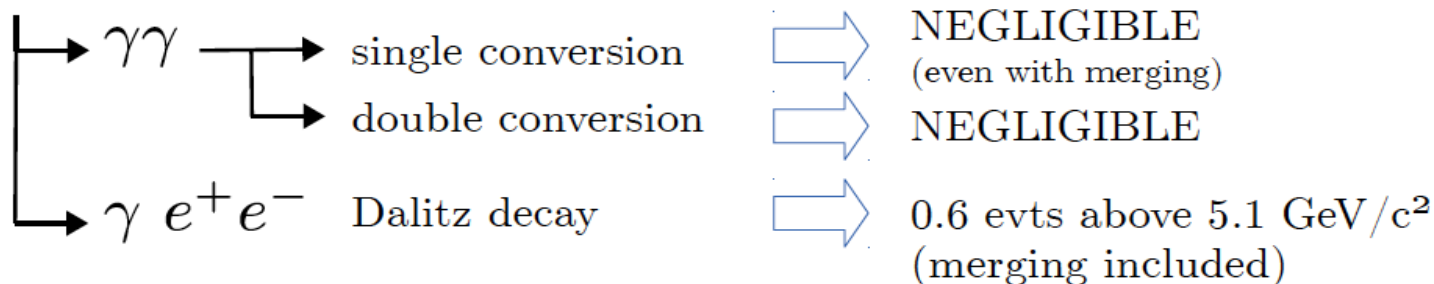 γγ single conversion NEGLIGIBLE
(even with merging)
double conversion NEGLIGIBLE
γ e⁺e⁻ Dalitz decay 0.6 evts above 5.1 GeV/c²
(merging included)